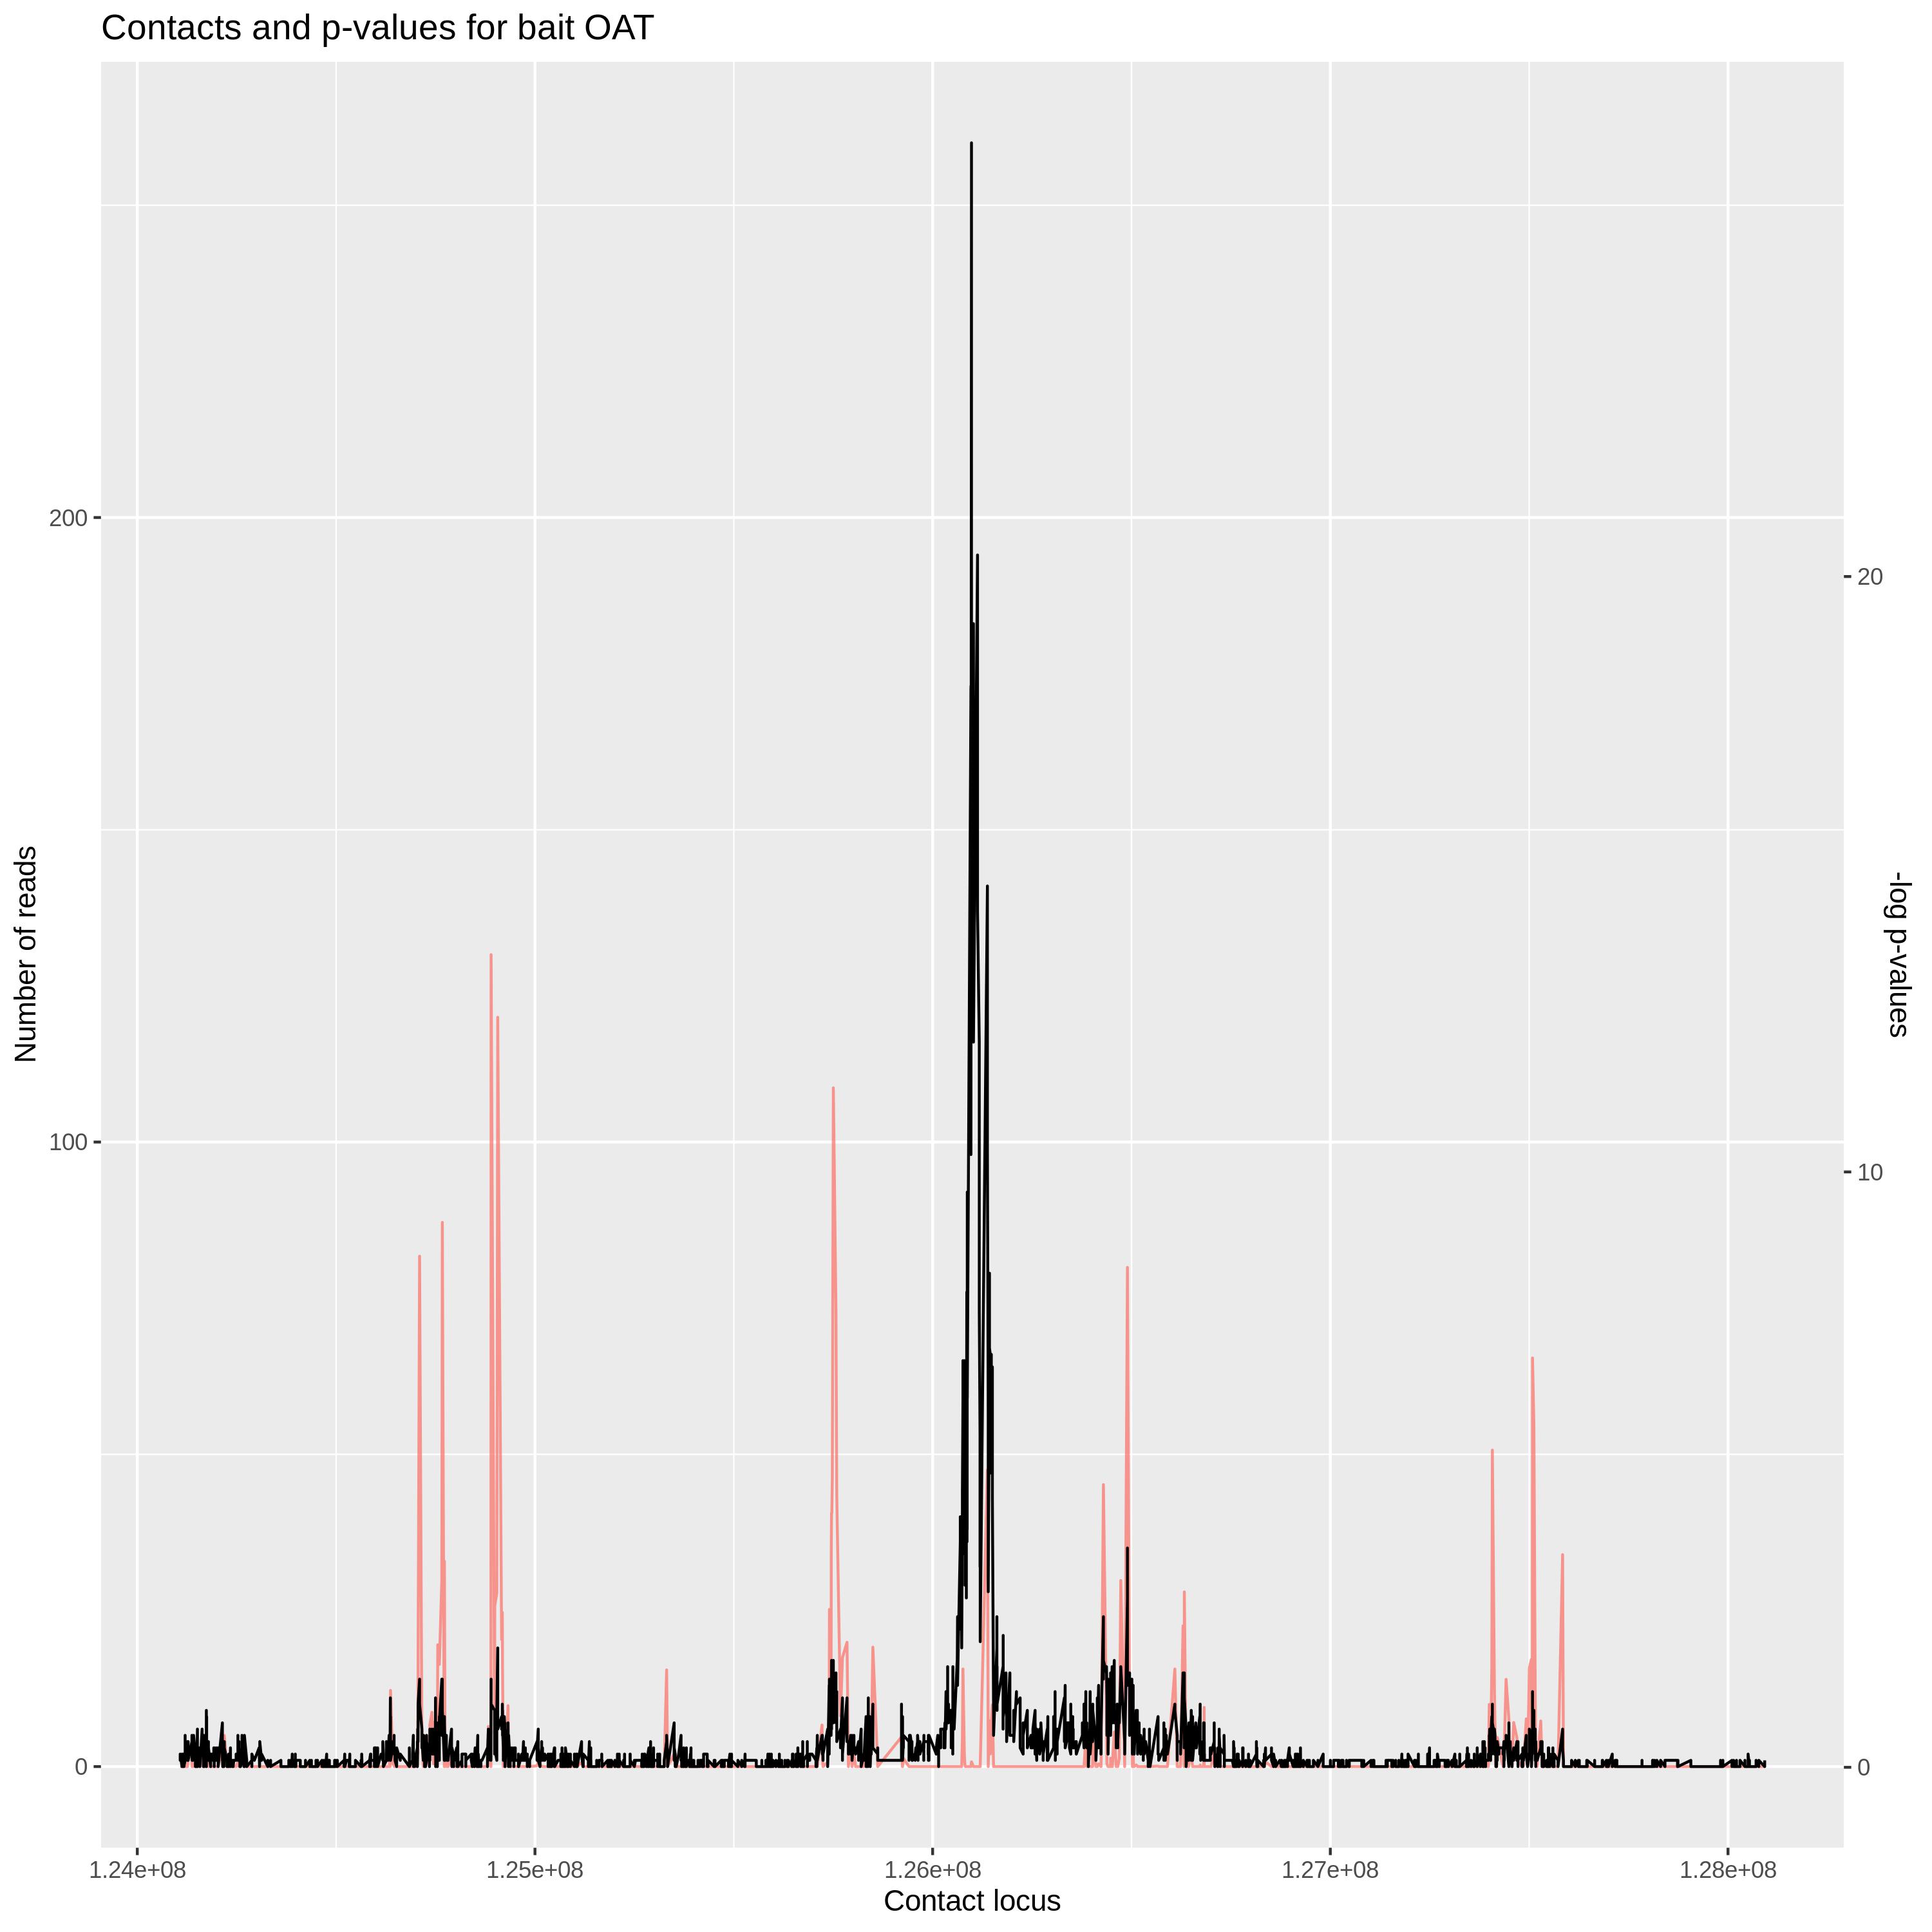 Contacts and p-values for bait OAT
Number of reads
200
100
0
20
10
0
-log p-values
1.24e+08 1.25e+08 1.26e+08 1.27e+08 1.28e+08
Contact locus